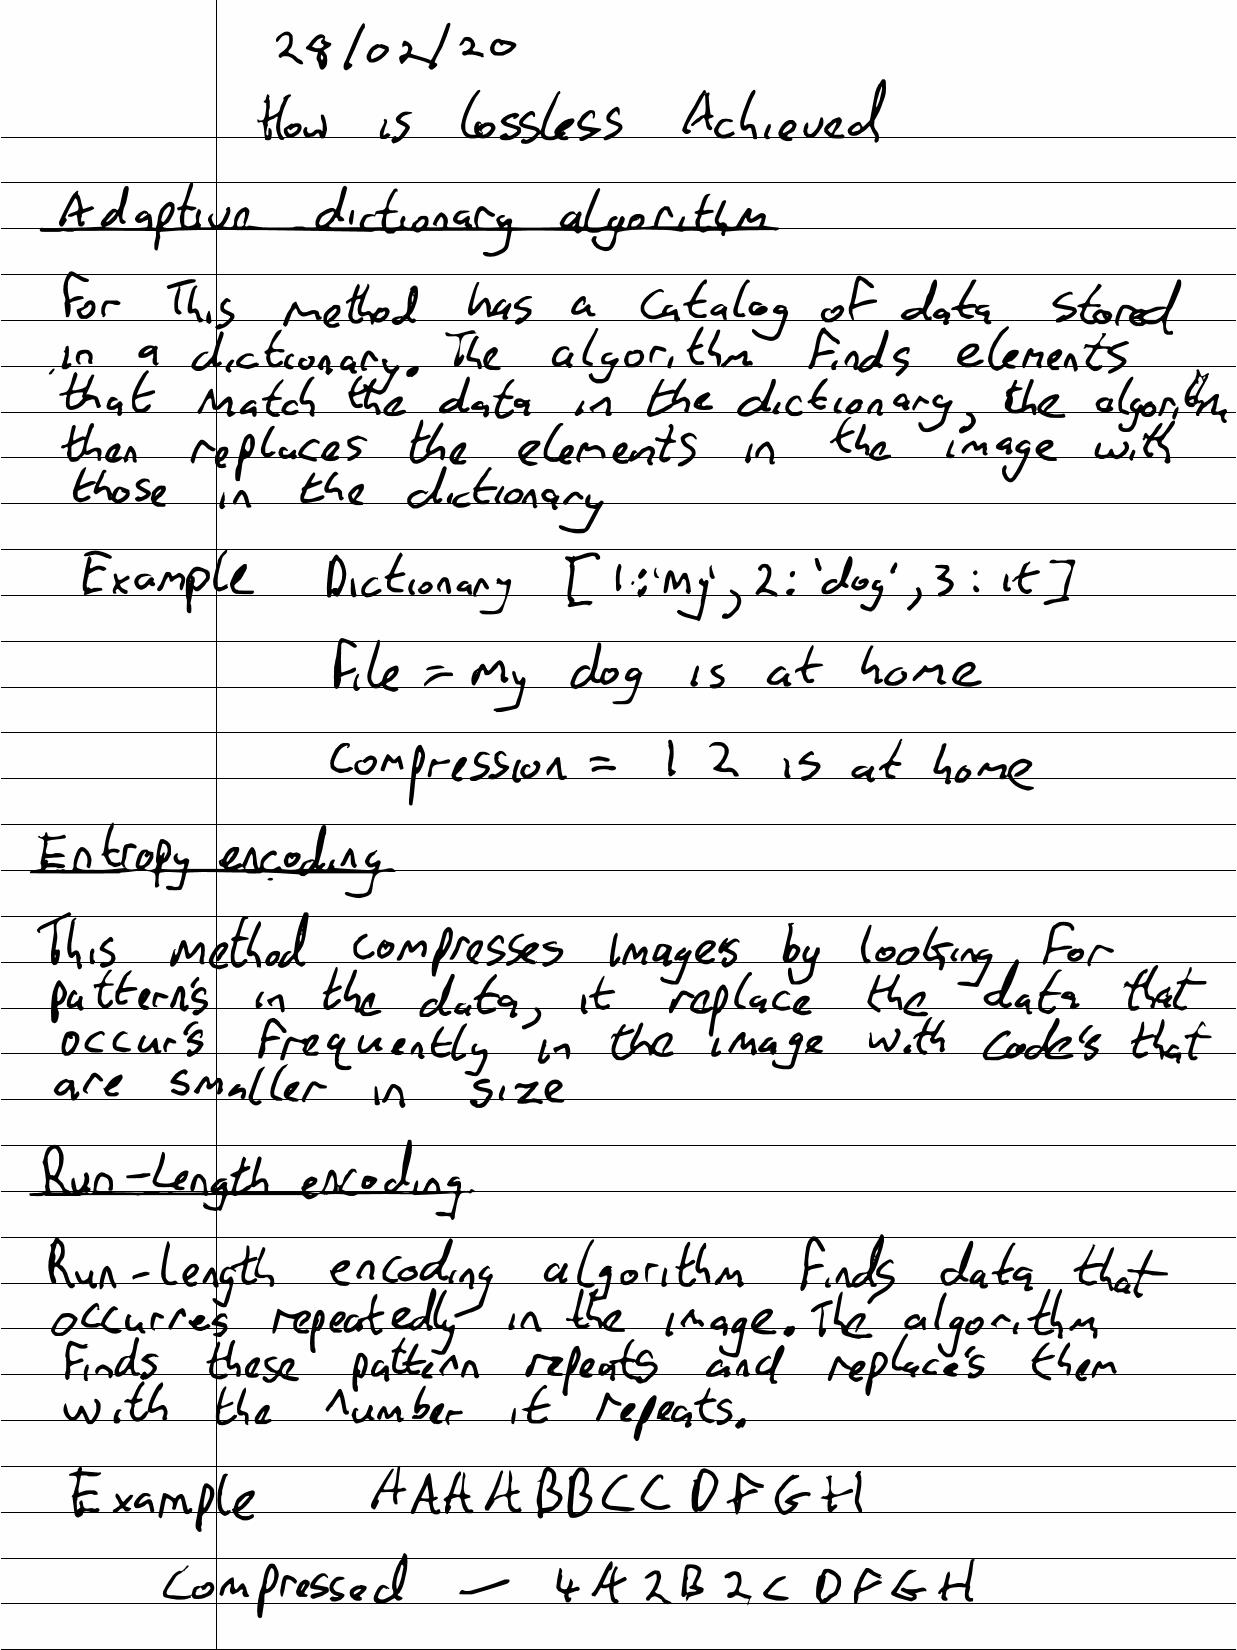 28/02/20
How is Lossless Achieved
Adaptivn dictionary algorithm
For This method has a catalog of data stored
in a dictionary. The algorithm finds elements
that match the data in the dictionary, the algorithm
then replaces the elements in the image with
those in the dictionary
Example Dictionary [1:'My', 2: 'dog', 3: it]
File = My dog is at home
Compression = 1 2 is at home
Entropy encoding
This method compresses images by looking for
pattern's in the data, it replace the data that
occur's frequently in the image with code's that
are smaller in size
Run-Length encoding.
Run-Length encoding algorithm finds data that
occurres repeatedly in the image. The algorithm
finds these pattern repeats and replace's them
with the number it repeats.
Example AAAABBCCDFGH
Compressed – 4A2B2CDFGH